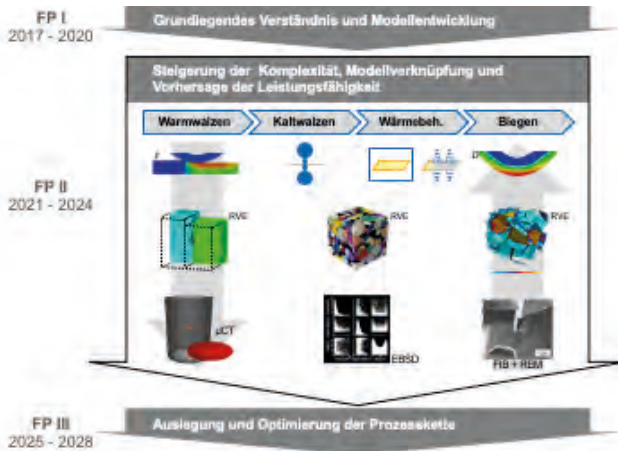 FP I
2017 - 2020
Grundlegendes Verständnis und Modellentwicklung
Steigerung der Komplexität, Modellverknüpfung und
Vorhersage der Leistungsfähigkeit
Warmwalzen Kaltwalzen Wärmebeh. Biegen
FP II
2021 - 2024
RVE RVE RVE
µCT EBSD FIB + REM
FP III
2025 - 2028
Auslegung und Optimierung der Prozesskette